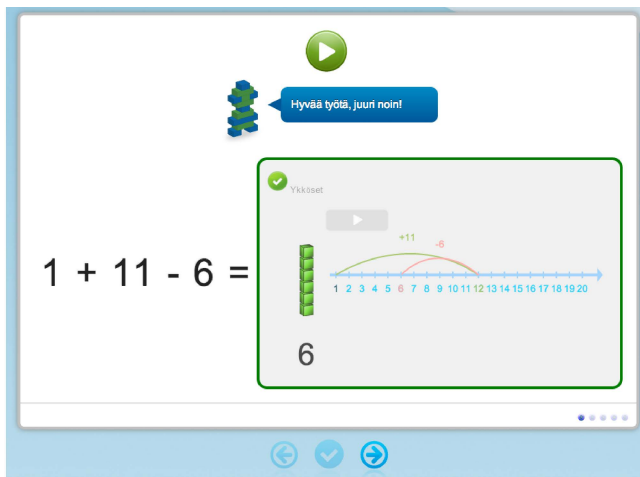 Hyvää työtä, juuri noin!
Ykköset
+11
-6
1 + 11 - 6 =
1 2 3 4 5 6 7 8 9 10 11 12 13 14 15 16 17 18 19 20
6